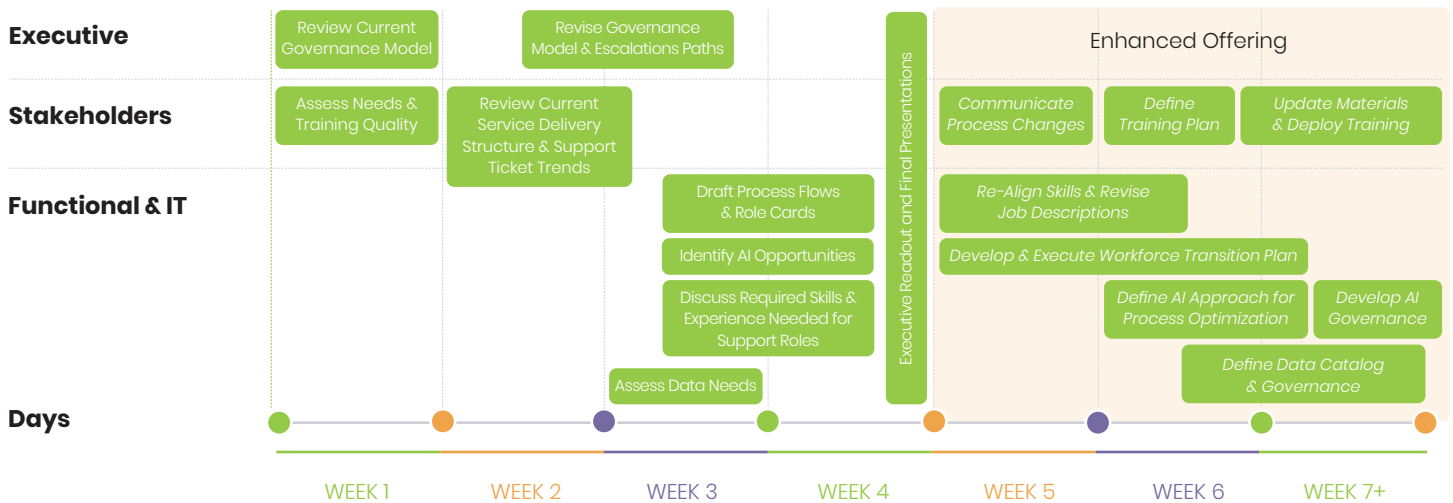 Executive
Review Current
Governance Model
Revise Governance
Model & Escalations Paths
Executive Readout and Final Presentations
Enhanced Offering
Stakeholders
Assess Needs &
Training Quality
Review Current
Service Delivery
Structure & Support
Ticket Trends
Communicate
Process Changes
Define
Training Plan
Update Materials
& Deploy Training
Functional & IT
Draft Process Flows
& Role Cards
Identify AI Opportunities
Discuss Required Skills &
Experience Needed for
Support Roles
Assess Data Needs
Re-Align Skills & Revise
Job Descriptions
Develop & Execute Workforce Transition Plan
Define AI Approach for
Process Optimization
Develop AI
Governance
Define Data Catalog
& Governance
Days
WEEK 1
WEEK 2
WEEK 3
WEEK 4
WEEK 5
WEEK 6
WEEK 7+